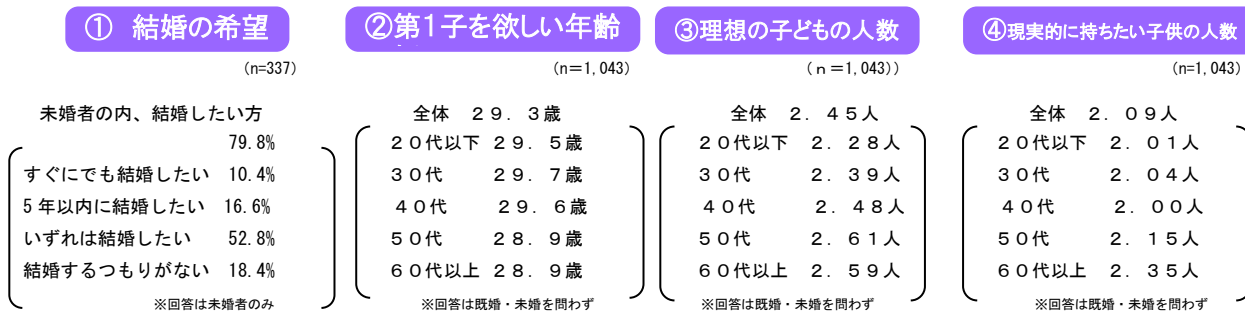 ① 結婚の希望
(n=337)
未婚者の内、結婚したい方
79.8%
すぐにでも結婚したい 10.4%
5年以内に結婚したい 16.6%
いずれは結婚したい 52.8%
結婚するつもりがない 18.4%
※回答は未婚者のみ
②第1子を欲しい年齢
(n=1,043)
全体 29.3歳
20代以下 29.5歳
30代 29.7歳
40代 29.6歳
50代 28.9歳
60代以上 28.9歳
※回答は既婚・未婚を問わず
③理想の子どもの人数
(n=1,043))
全体 2.45人
20代以下 2.28人
30代 2.39人
40代 2.48人
50代 2.61人
60代以上 2.59人
※回答は既婚・未婚を問わず
④現実的に持ちたい子供の人数
(n=1,043)
全体 2.09人
20代以下 2.01人
30代 2.04人
40代 2.00人
50代 2.15人
60代以上 2.35人
※回答は既婚・未婚を問わず